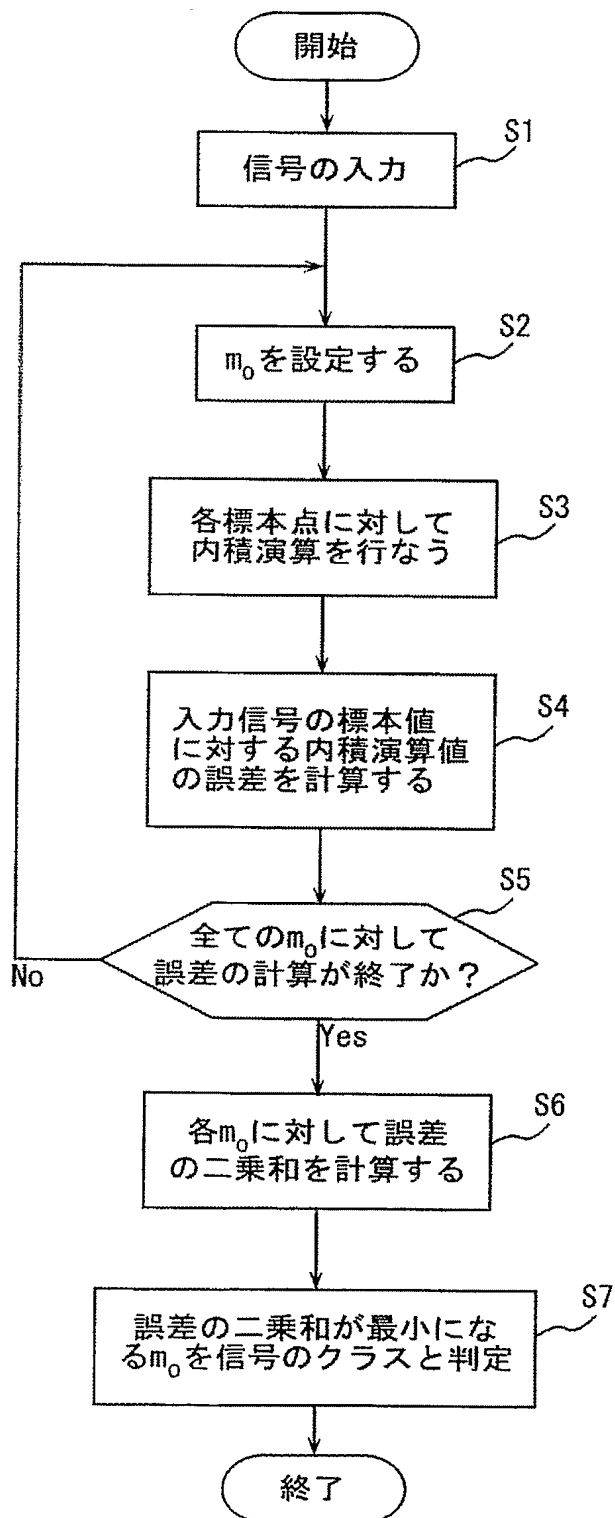 開始
S1
信号の入力
S2
m₀を設定する
S3
各標本点に対して
内積演算を行なう
S4
入力信号の標本値
に対する内積演算値
の誤差を計算する
S5
全てのm₀に対して
誤差の計算が終了か?
No
Yes
S6
各m₀に対して誤差
の二乗和を計算する
S7
誤差の二乗和が最小にな
るm₀を信号のクラスと判定
終了